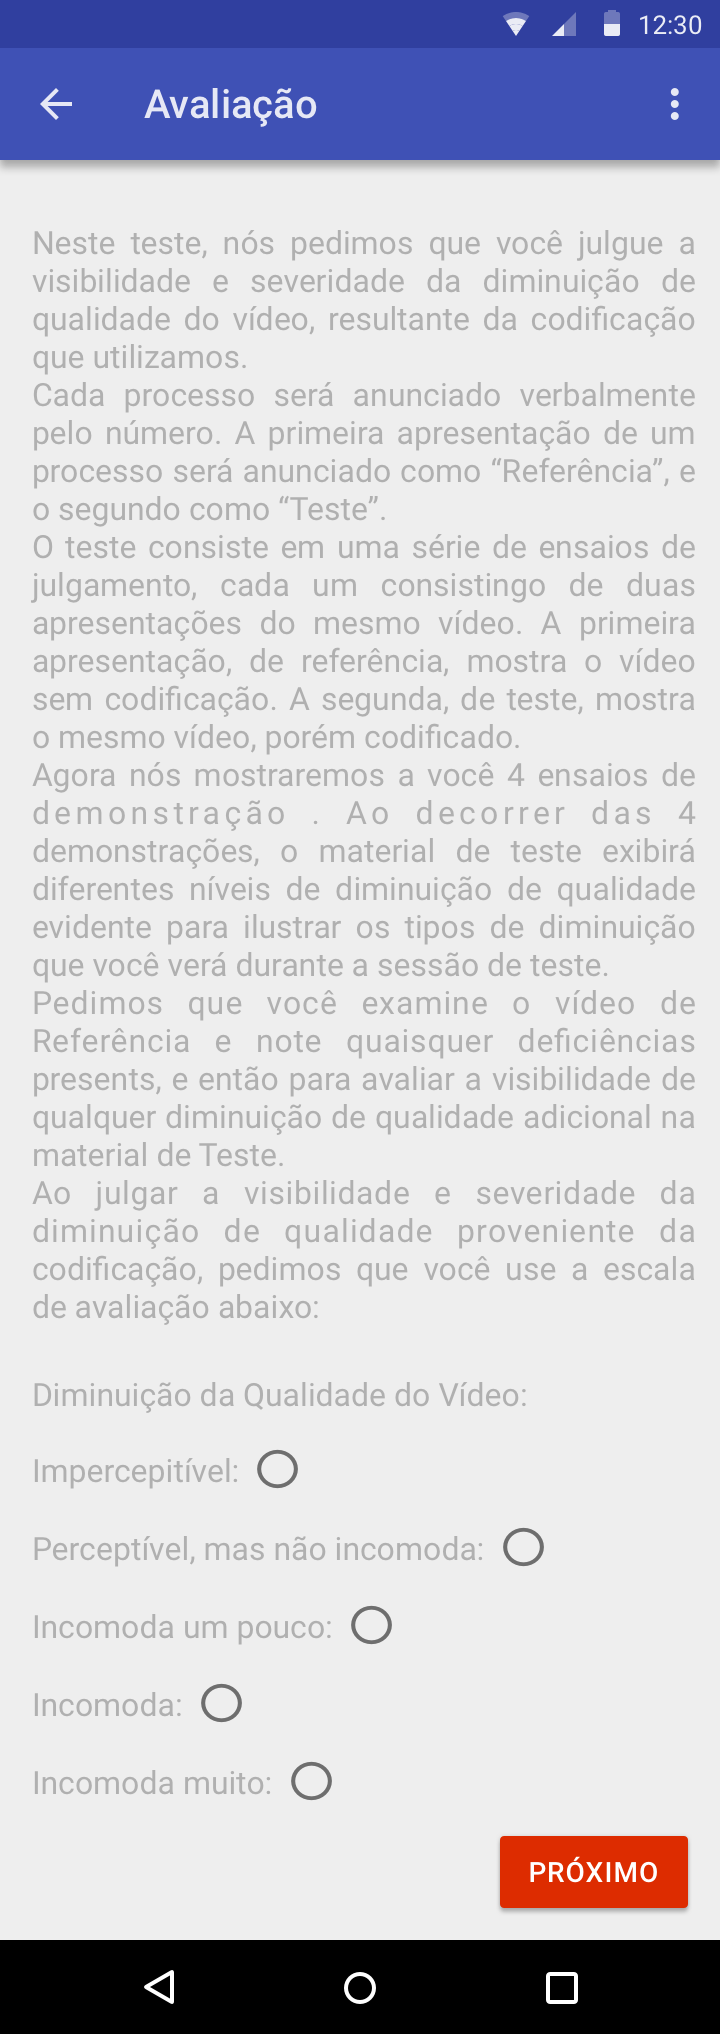 12:30
Avaliação
Neste teste, nós pedimos que você julgue a
visibilidade e severidade da diminuição de
qualidade do vídeo, resultante da codificação
que utilizamos.
Cada processo será anunciado verbalmente
pelo número. A primeira apresentação de um
processo será anunciado como “Referência”, e
o segundo como “Teste”.
O teste consiste em uma série de ensaios de
julgamento, cada um consistingo de duas
apresentações do mesmo vídeo. A primeira
apresentação, de referência, mostra o vídeo
sem codificação. A segunda, de teste, mostra
o mesmo vídeo, porém codificado.
Agora nós mostraremos a você 4 ensaios de
demonstração . Ao decorrer das 4
demonstrações, o material de teste exibirá
diferentes níveis de diminuição de qualidade
evidente para ilustrar os tipos de diminuição
que você verá durante a sessão de teste.
Pedimos que você examine o vídeo de
Referência e note quaisquer deficiências
presents, e então para avaliar a visibilidade de
qualquer diminuição de qualidade adicional na
material de Teste.
Ao julgar a visibilidade e severidade da
diminuição de qualidade proveniente da
codificação, pedimos que você use a escala
de avaliação abaixo:
Diminuição da Qualidade do Vídeo:
Impercepitível:
Perceptível, mas não incomoda:
Incomoda um pouco:
Incomoda:
Incomoda muito:
PRÓXIMO